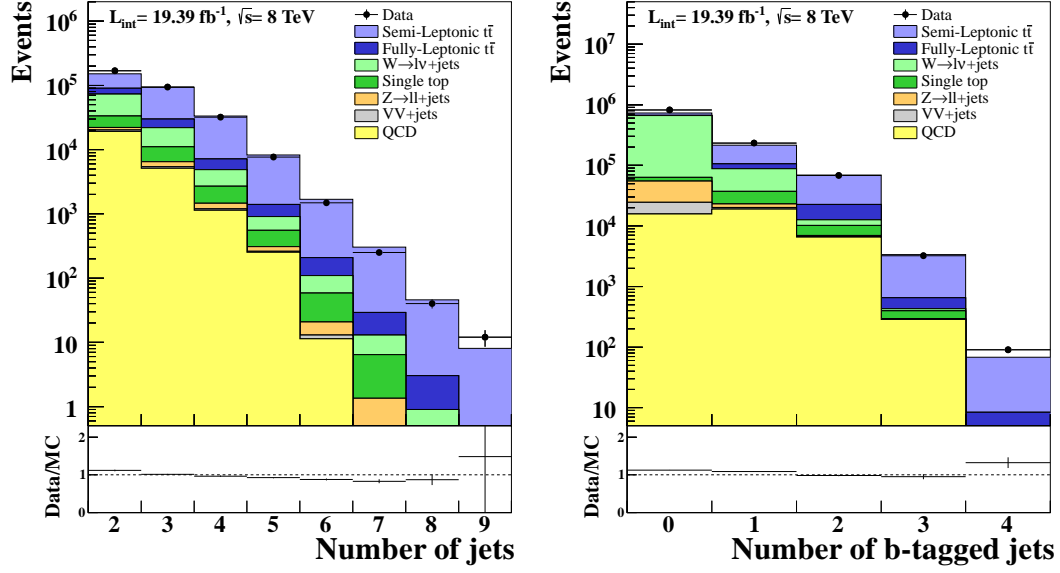 L_int= 19.39 fb⁻¹, √s= 8 TeV
Events
10⁶
10⁵
10⁴
10³
10²
10
1
Data
Semi-Leptonic tt̄
Fully-Leptonic tt̄
W→lν+jets
Single top
Z→ll+jets
VV+jets
QCD
Data/MC
2
1
0
2 3 4 5 6 7 8 9
Number of jets
L_int= 19.39 fb⁻¹, √s= 8 TeV
Events
10⁷
10⁶
10⁵
10⁴
10³
10²
10
Data
Semi-Leptonic tt̄
Fully-Leptonic tt̄
W→lν+jets
Single top
Z→ll+jets
VV+jets
QCD
Data/MC
2
1
0
0 1 2 3 4
Number of b-tagged jets